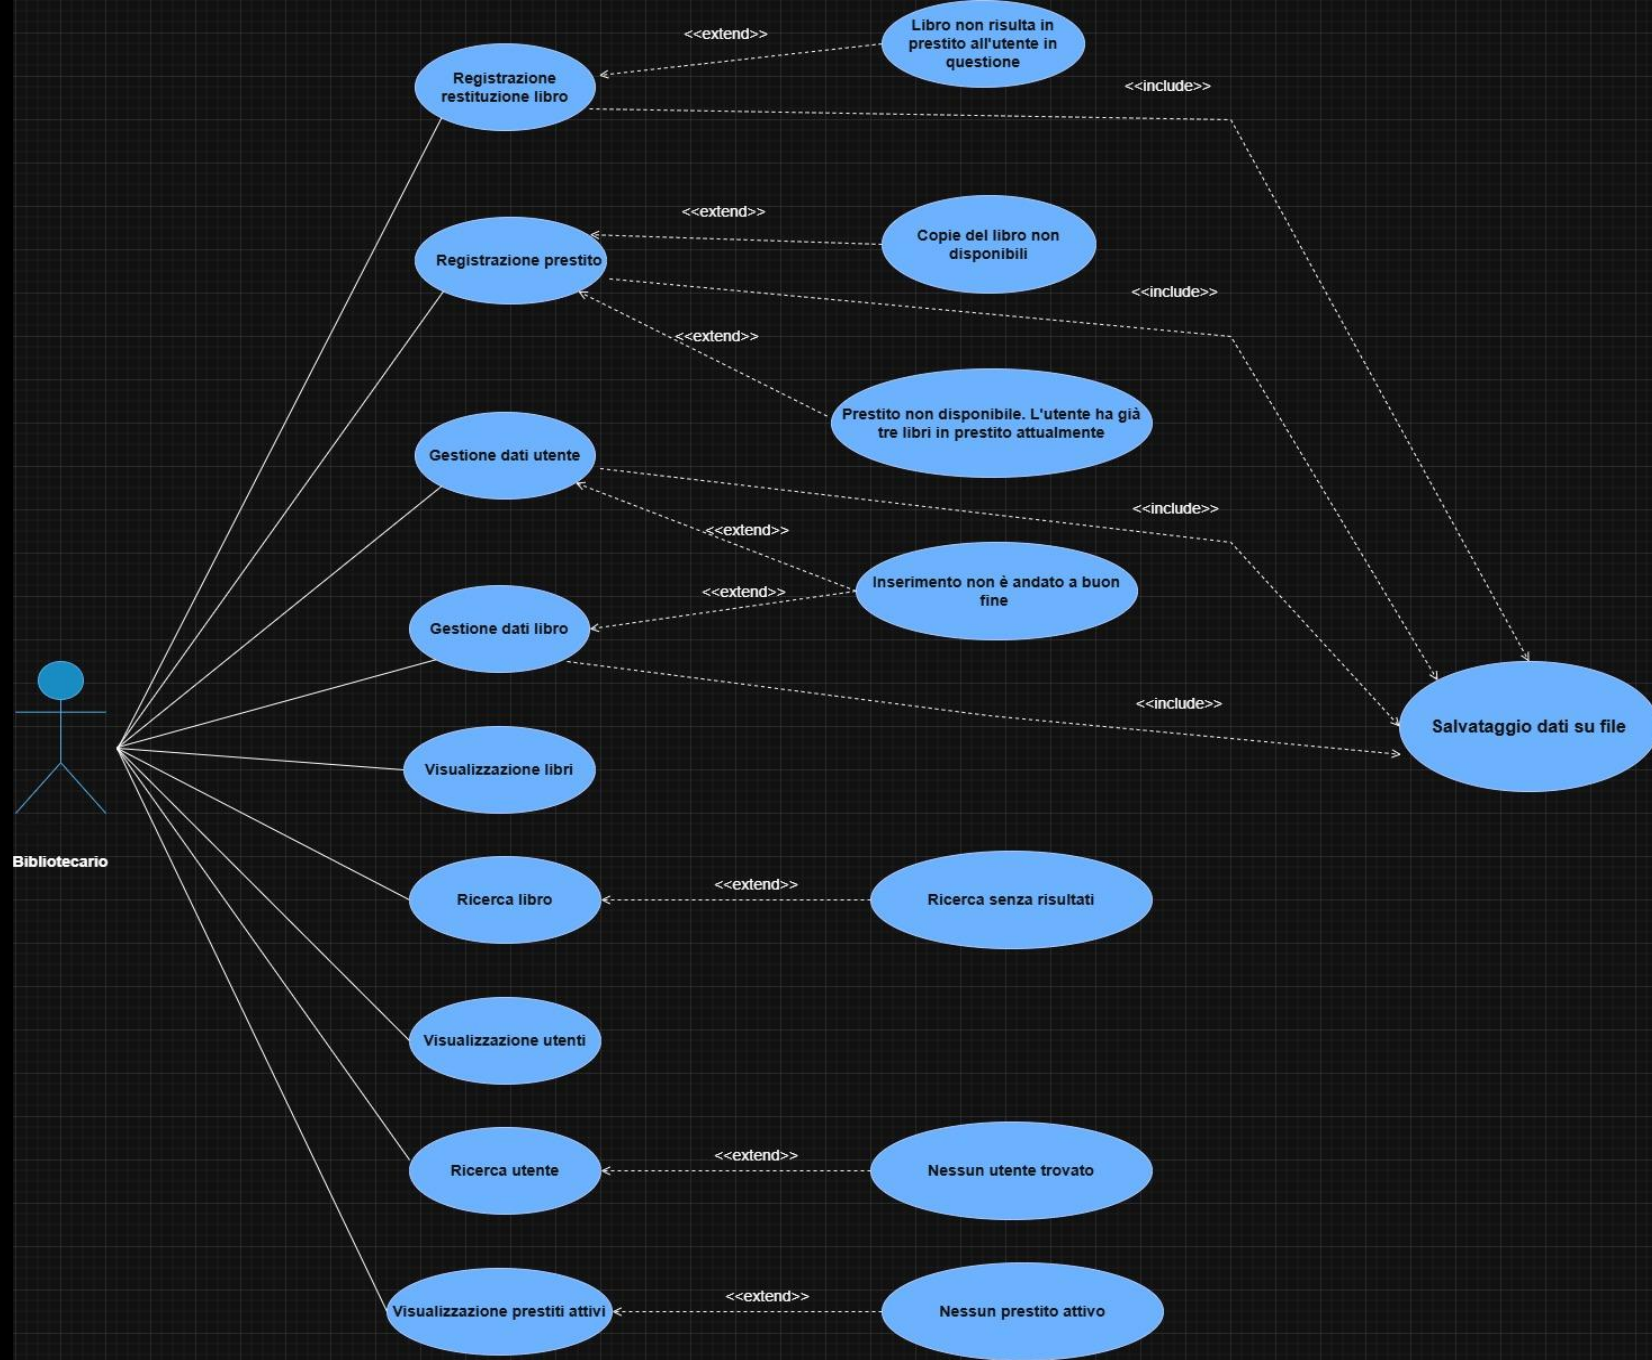 Libro non risulta in
prestito all'utente in
questione
<<extend>>
Registrazione
restituzione libro
<<include>>
<<extend>>
Copie del libro non
disponibili
Registrazione prestito
<<include>>
<<extend>>
Prestito non disponibile. L'utente ha già
tre libri in prestito attualmente
Gestione dati utente
<<include>>
<<extend>>
Inserimento non è andato a buon
fine
<<extend>>
Gestione dati libro
<<include>>
Salvataggio dati su file
Visualizzazione libri
Bibliotecario
<<extend>>
Ricerca libro
Ricerca senza risultati
Visualizzazione utenti
<<extend>>
Ricerca utente
Nessun utente trovato
<<extend>>
Visualizzazione prestiti attivi
Nessun prestito attivo